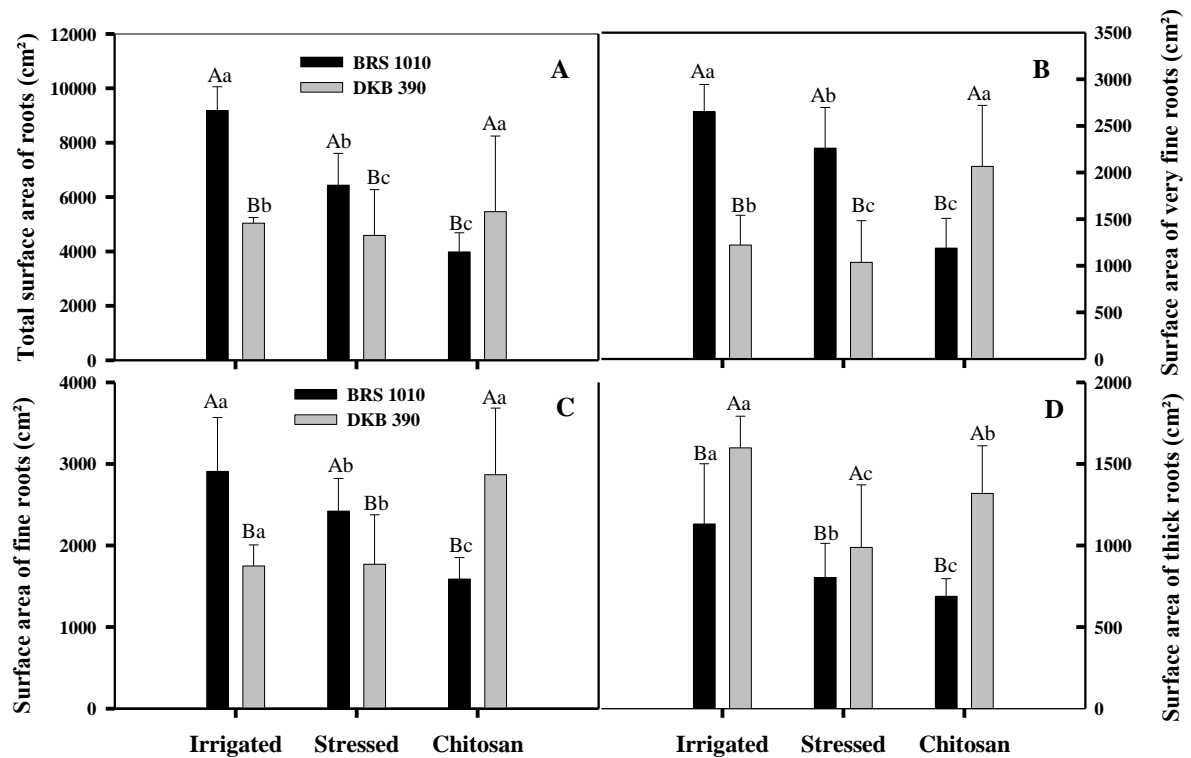 Total surface area of roots (cm²)
12000
10000
8000
6000
4000
2000
0
BRS 1010
DKB 390
A
Aa
Bb
Ab
Bc
Bc
Aa
B
Aa
Bb
Ab
Bc
Bc
Aa
3500
3000
2500
2000
1500
1000
500
0
Surface area of very fine roots (cm²)
Surface area of fine roots (cm²)
4000
3000
2000
1000
0
BRS 1010
DKB 390
C
Aa
Ba
Ab
Bb
Bc
Aa
Irrigated Stressed Chitosan
D
Ba
Aa
Bb
Ac
Bc
Ab
2000
1500
1000
500
0
Surface area of thick roots (cm²)
Irrigated Stressed Chitosan